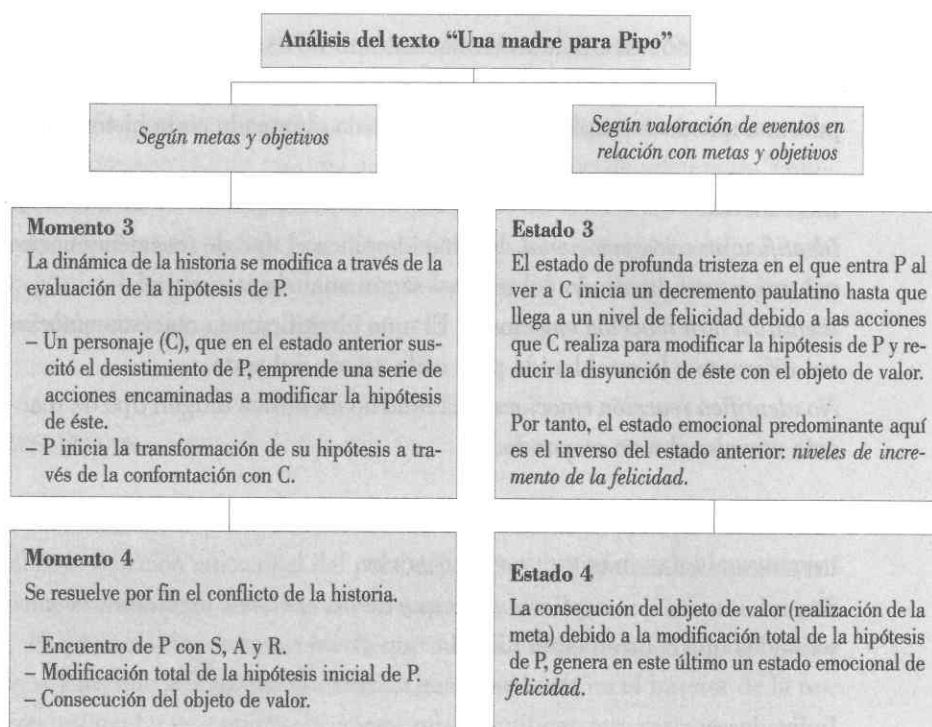 Análisis del texto “Una madre para Pipo”
Según metas y objetivos
Según valoración de eventos en
relación con metas y objetivos
Momento 3
La dinámica de la historia se modifica a través de la
evaluación de la hipótesis de P.
– Un personaje (C), que en el estado anterior sus-
citó el desistimiento de P, emprende una serie de
acciones encaminadas a modificar la hipótesis
de éste.
– P inicia la transformación de su hipótesis a tra-
vés de la conforntación con C.
Estado 3
El estado de profunda tristeza en el que entra P al
ver a C inicia un decremento paulatino hasta que
llega a un nivel de felicidad debido a las acciones
que C realiza para modificar la hipótesis de P y re-
ducir la disyunción de éste con el objeto de valor.
Por tanto, el estado emocional predominante aquí
es el inverso del estado anterior: niveles de incre-
mento de la felicidad.
Momento 4
Se resuelve por fin el conflicto de la historia.
– Encuentro de P con S, A y R.
– Modificación total de la hipótesis inicial de P.
– Consecución del objeto de valor.
Estado 4
La consecución del objeto de valor (realización de la
meta) debido a la modificación total de la hipótesis
de P, genera en este último un estado emocional de
felicidad.